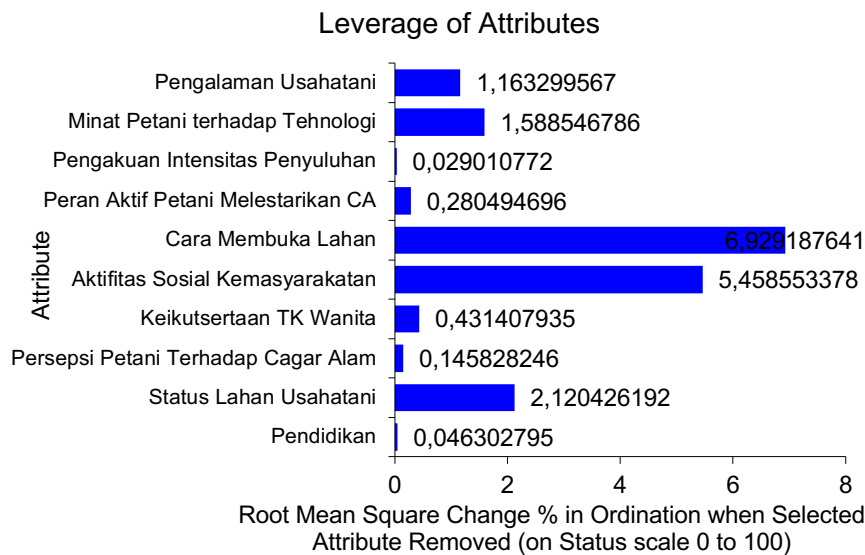 Leverage of Attributes
Attribute
Pengalaman Usahatani 1,163299567
Minat Petani terhadap Tehnologi 1,588546786
Pengakuan Intensitas Penyuluhan 0,029010772
Peran Aktif Petani Melestarikan CA 0,280494696
Cara Membuka Lahan 6,929187641
Aktifitas Sosial Kemasyarakatan 5,458553378
Keikutsertaan TK Wanita 0,431407935
Persepsi Petani Terhadap Cagar Alam 0,145828246
Status Lahan Usahatani 2,120426192
Pendidikan 0,046302795
0 2 4 6 8
Root Mean Square Change % in Ordination when Selected
Attribute Removed (on Status scale 0 to 100)